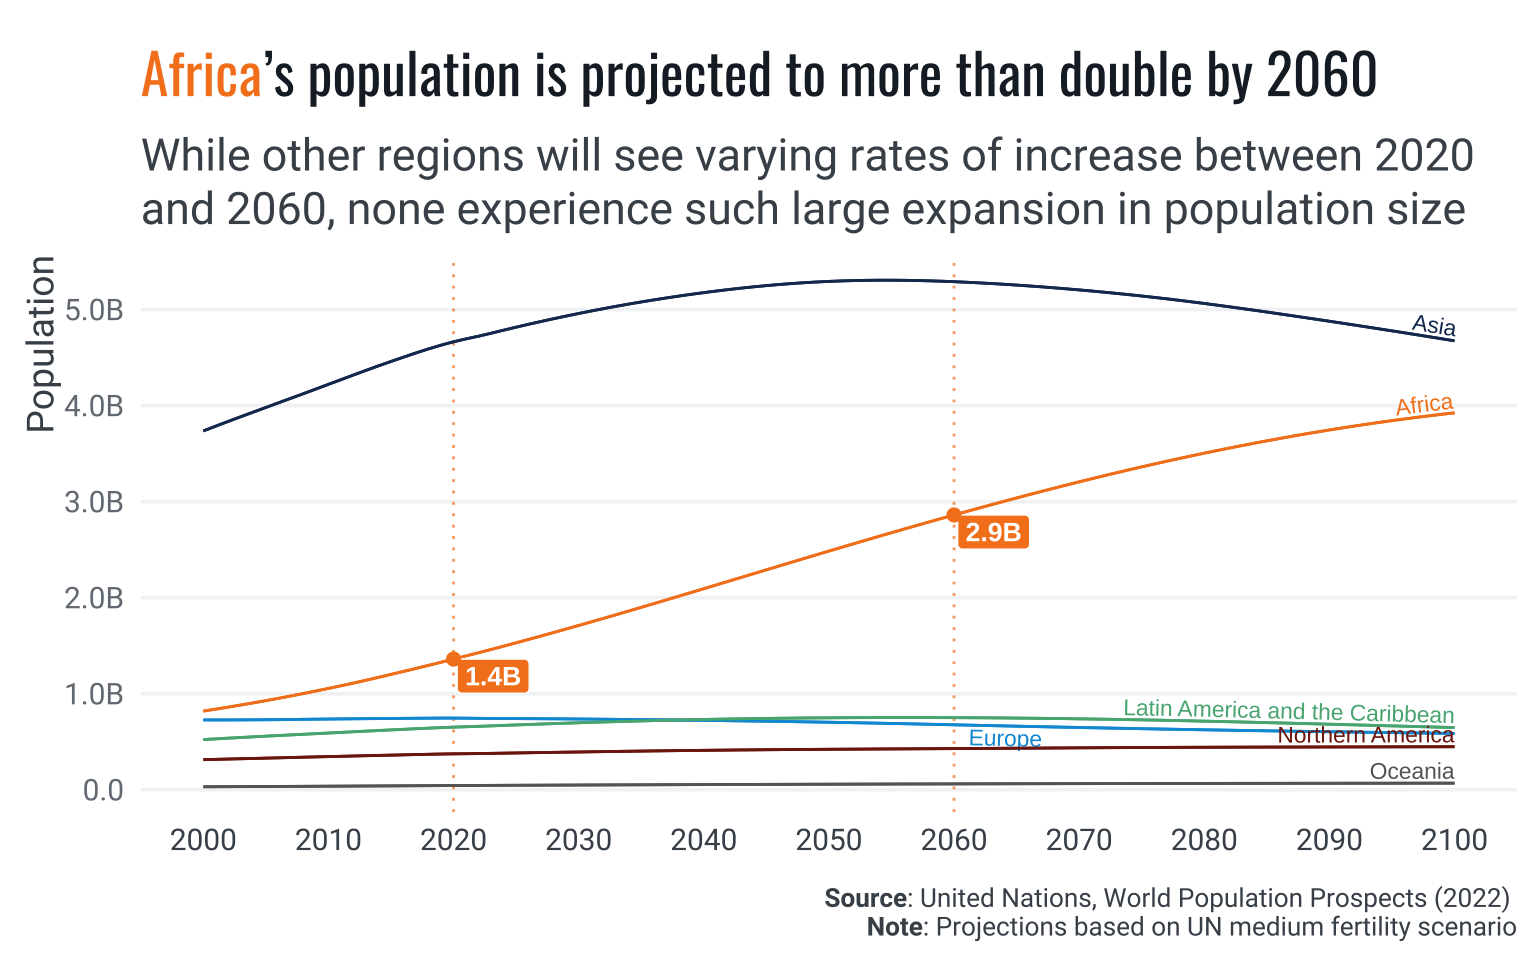 Africa’s population is projected to more than double by 2060
While other regions will see varying rates of increase between 2020
and 2060, none experience such large expansion in population size
Population
5.0B
4.0B
3.0B
2.0B
1.0B
0.0
Asia
Africa
2.9B
1.4B
Latin America and the Caribbean
Europe
Northern America
Oceania
2000 2010 2020 2030 2040 2050 2060 2070 2080 2090 2100
Source: United Nations, World Population Prospects (2022)
Note: Projections based on UN medium fertility scenario